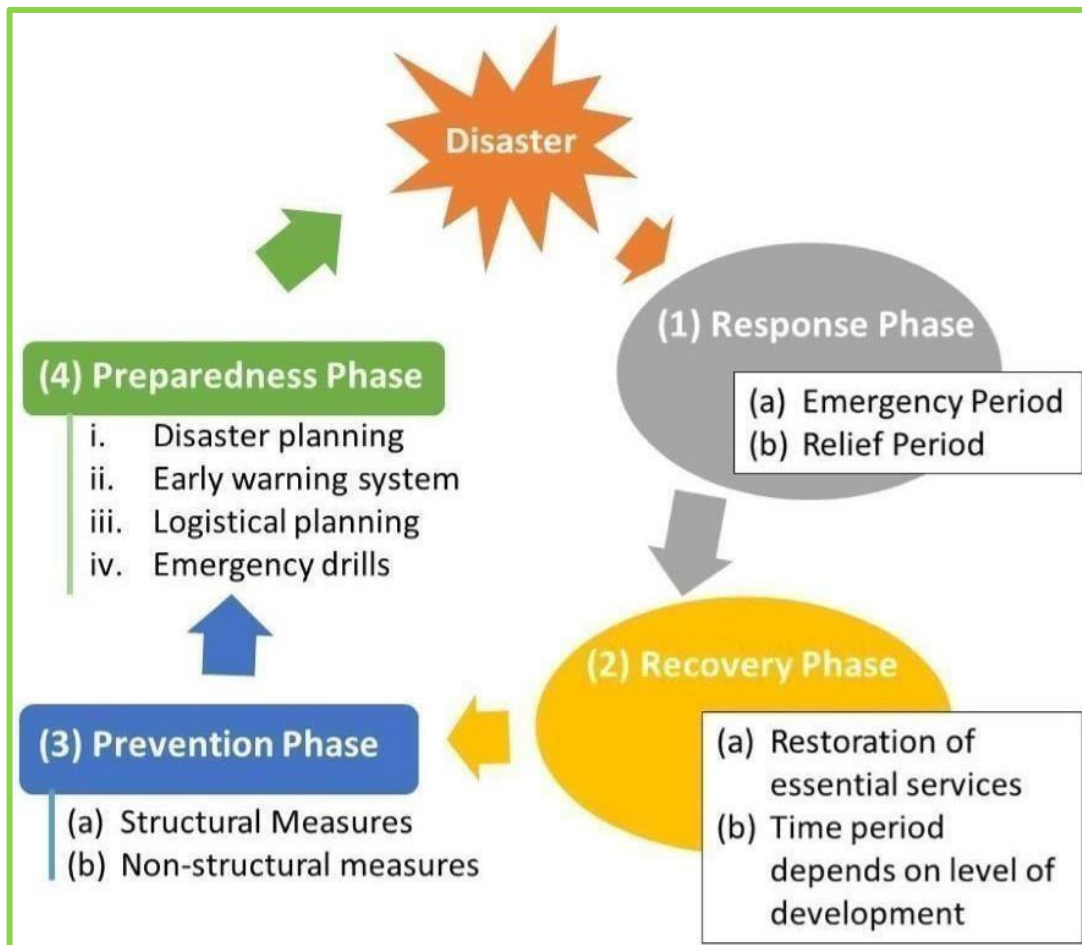 Disaster
(1) Response Phase
(a) Emergency Period
(b) Relief Period
(2) Recovery Phase
(a) Restoration of
essential services
(b) Time period
depends on level of
development
(3) Prevention Phase
(a) Structural Measures
(b) Non-structural measures
(4) Preparedness Phase
i. Disaster planning
ii. Early warning system
iii. Logistical planning
iv. Emergency drills